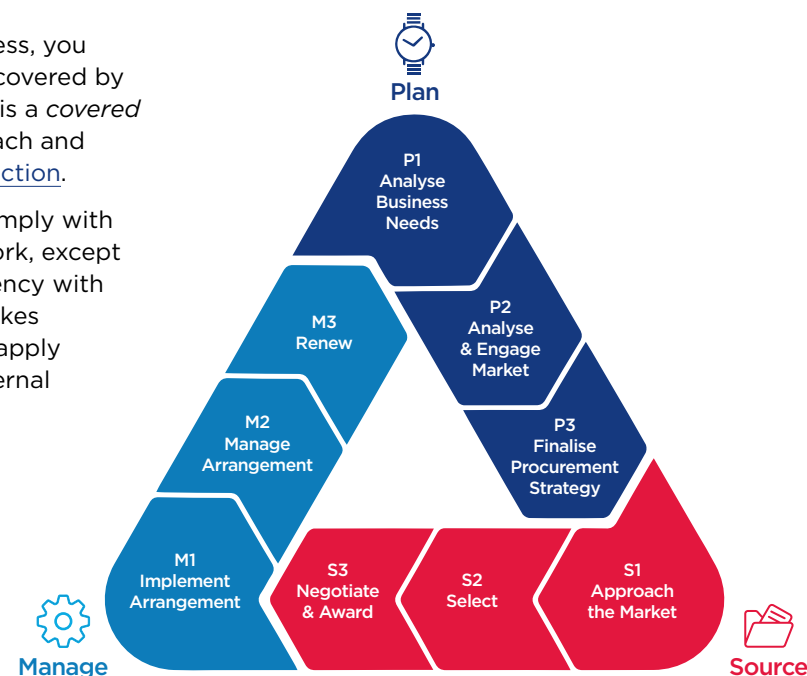 ess, you
covered by
is a covered
ach and
ction.
mply with
ork, except
ency with
kes
apply
ernal
Plan
P1
Analyse
Business
Needs
P2
Analyse
& Engage
Market
P3
Finalise
Procurement
Strategy
S1
Approach
the Market
S2
Select
S3
Negotiate
& Award
M1
Implement
Arrangement
M2
Manage
Arrangement
M3
Renew
Manage
Source